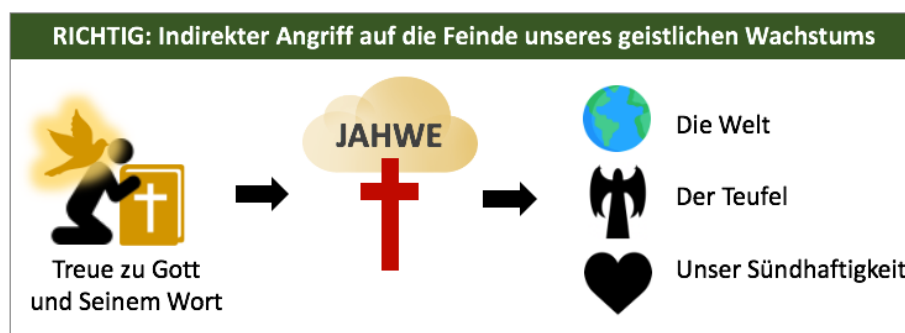 RICHTIG: Indirekter Angriff auf die Feinde unseres geistlichen Wachstums
JAHWE
Die Welt
Der Teufel
Unser Sündhaftigkeit
Treue zu Gott
und Seinem Wort